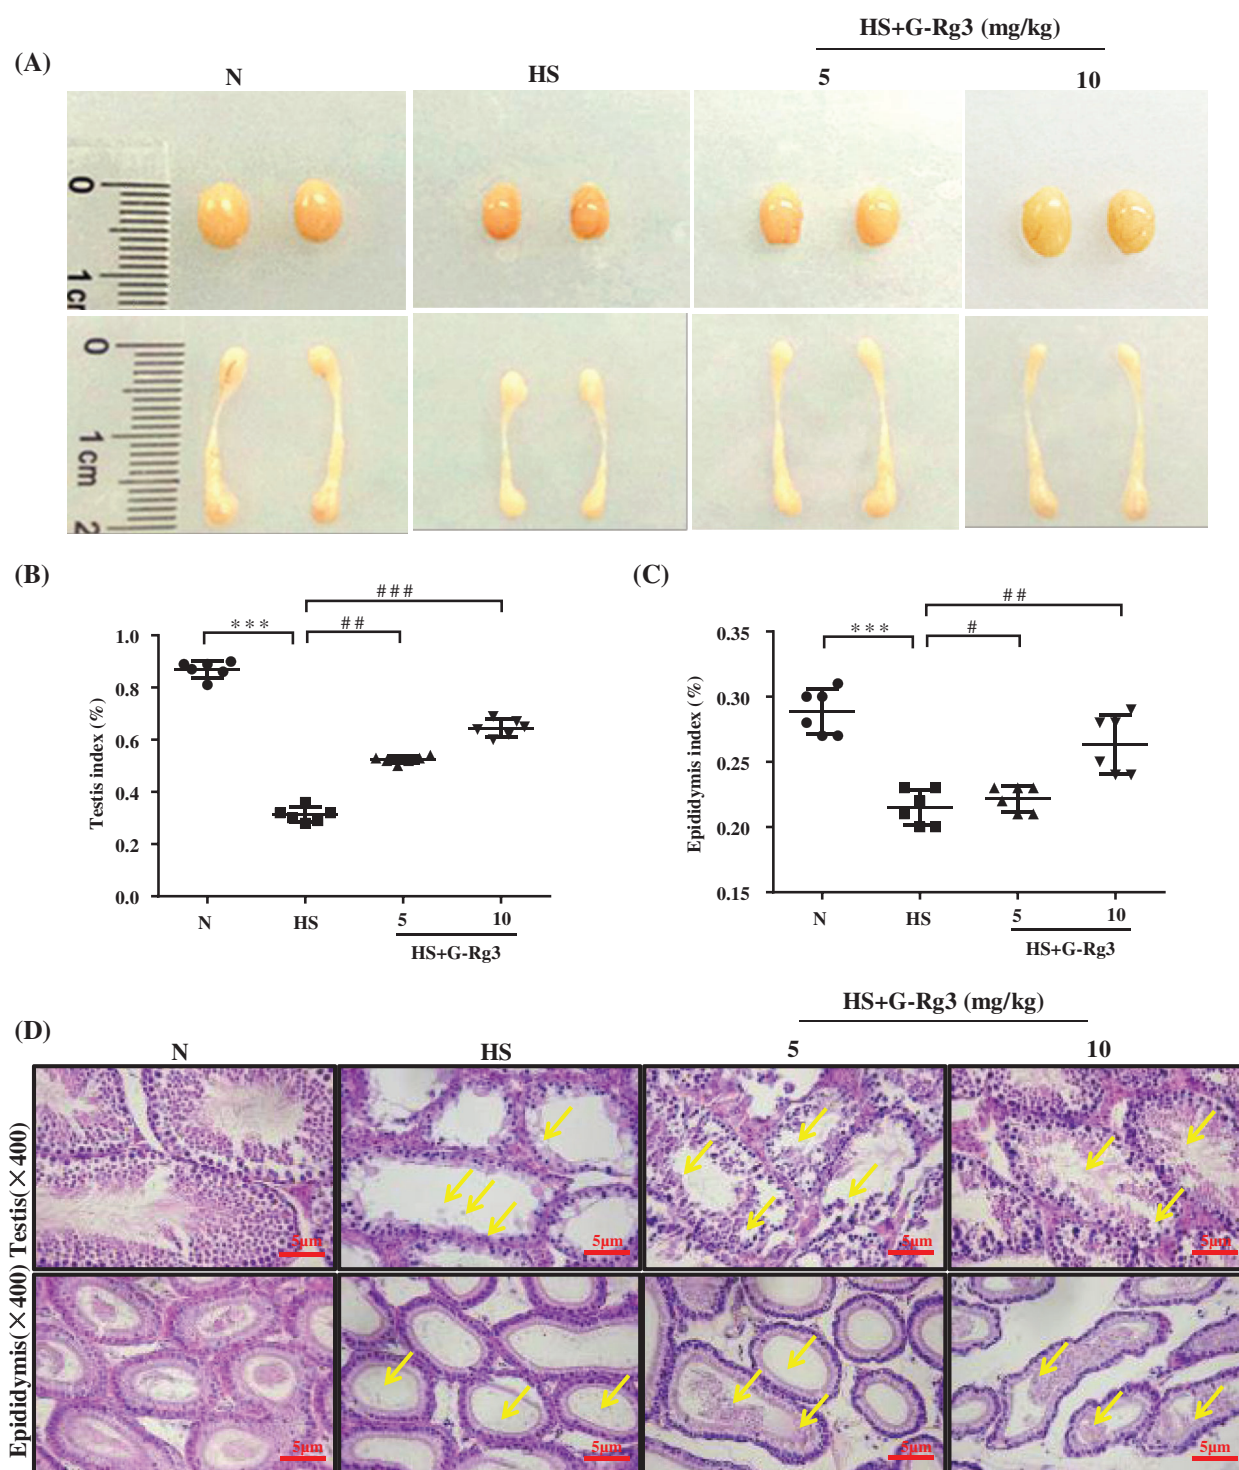 HS+G-Rg3 (mg/kg)
(A)
N HS 5 10
0
1cm
0
1cm
2
(B)
###
*** ##
Testis index (%)
1.0
0.8
0.6
0.4
0.2
0.0
N HS 5 10
HS+G-Rg3
(C)
##
*** #
Epididymis index (%)
0.35
0.30
0.25
0.20
0.15
N HS 5 10
HS+G-Rg3
HS+G-Rg3 (mg/kg)
(D)
N HS 5 10
Testis(×400)
5μm 5μm 5μm 5μm
Epididymis(×400)
5μm 5μm 5μm 5μm